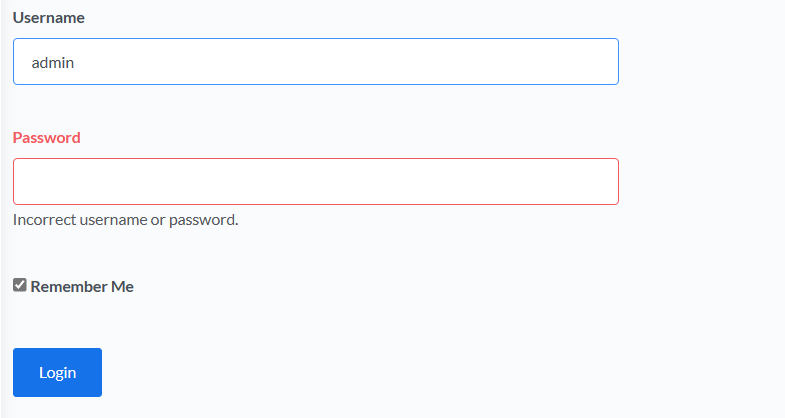 Username
admin
Password
Incorrect username or password.
Remember Me
Login